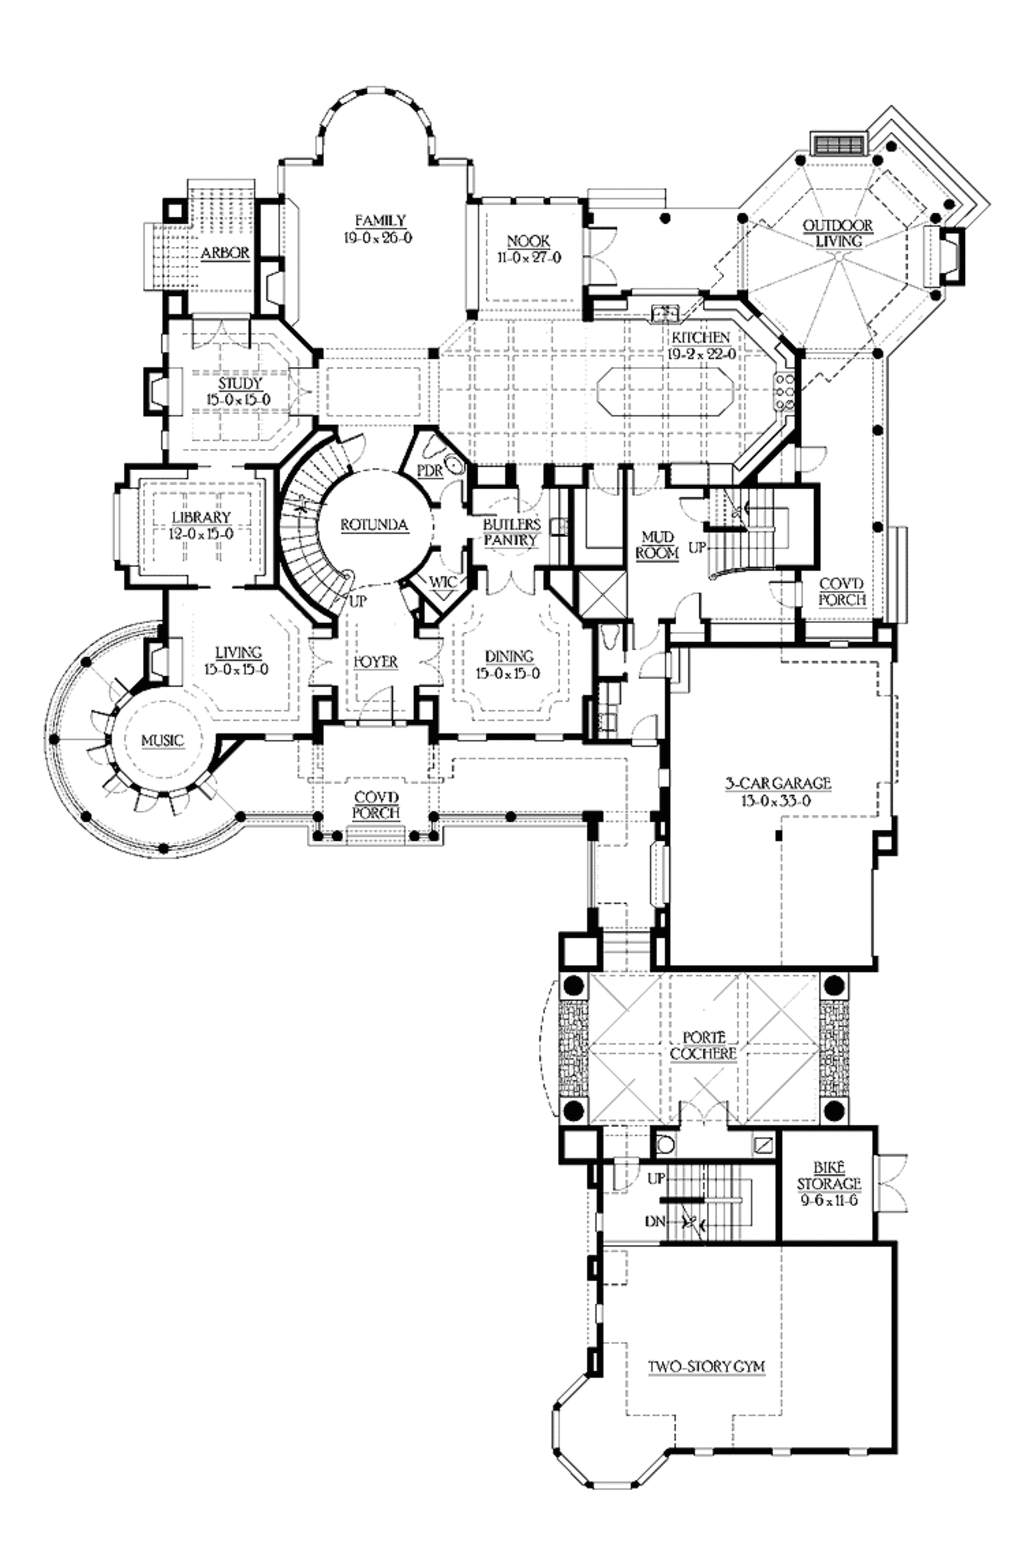 FAMILY
19-0 x 26-0
NOOK
11-0 x 27-0
OUTDOOR
LIVING
ARBOR
KITCHEN
19-2 x 22-0
STUDY
15-0 x 15-0
PDR
LIBRARY
12-0 x 15-0
ROTUNDA
BUTLERS
PANTRY
MUD
ROOM
UP
WIC
UP
COV'D
PORCH
LIVING
15-0 x 15-0
FOYER
DINING
15-0 x 15-0
MUSIC
3-CAR GARAGE
13-0 x 33-0
COV'D
PORCH
PORTE
COCHERE
UP
DN
BIKE
STORAGE
9-6 x 11-6
TWO-STORY GYM